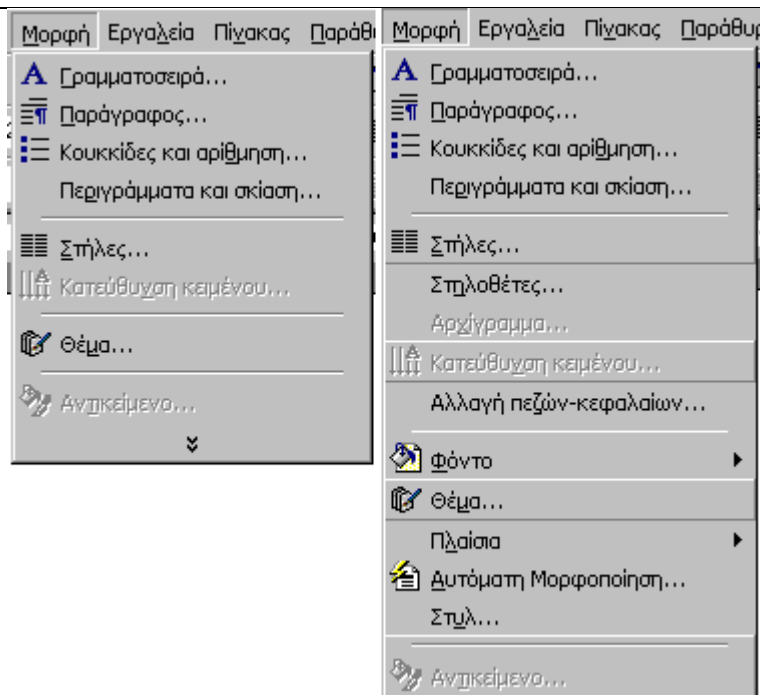 Μορφή Εργαλεία Πίνακας Παράθ
Γραμματοσειρά...
Παράγραφος...
Κουκκίδες και αρίθμηση...
Περιγράμματα και σκίαση...
Στήλες...
Κατεύθυνση κειμένου...
Θέμα...
Αντικείμενο...
Μορφή Εργαλεία Πίνακας Παράθυρ
Γραμματοσειρά...
Παράγραφος...
Κουκκίδες και αρίθμηση...
Περιγράμματα και σκίαση...
Στήλες...
Στηλοθέτες...
Αρχίγραμμα...
Κατεύθυνση κειμένου...
Αλλαγή πεζών-κεφαλαίων...
Φόντο
Θέμα...
Πλαίσια
Αυτόματη Μορφοποίηση...
Στυλ...
Αντικείμενο...